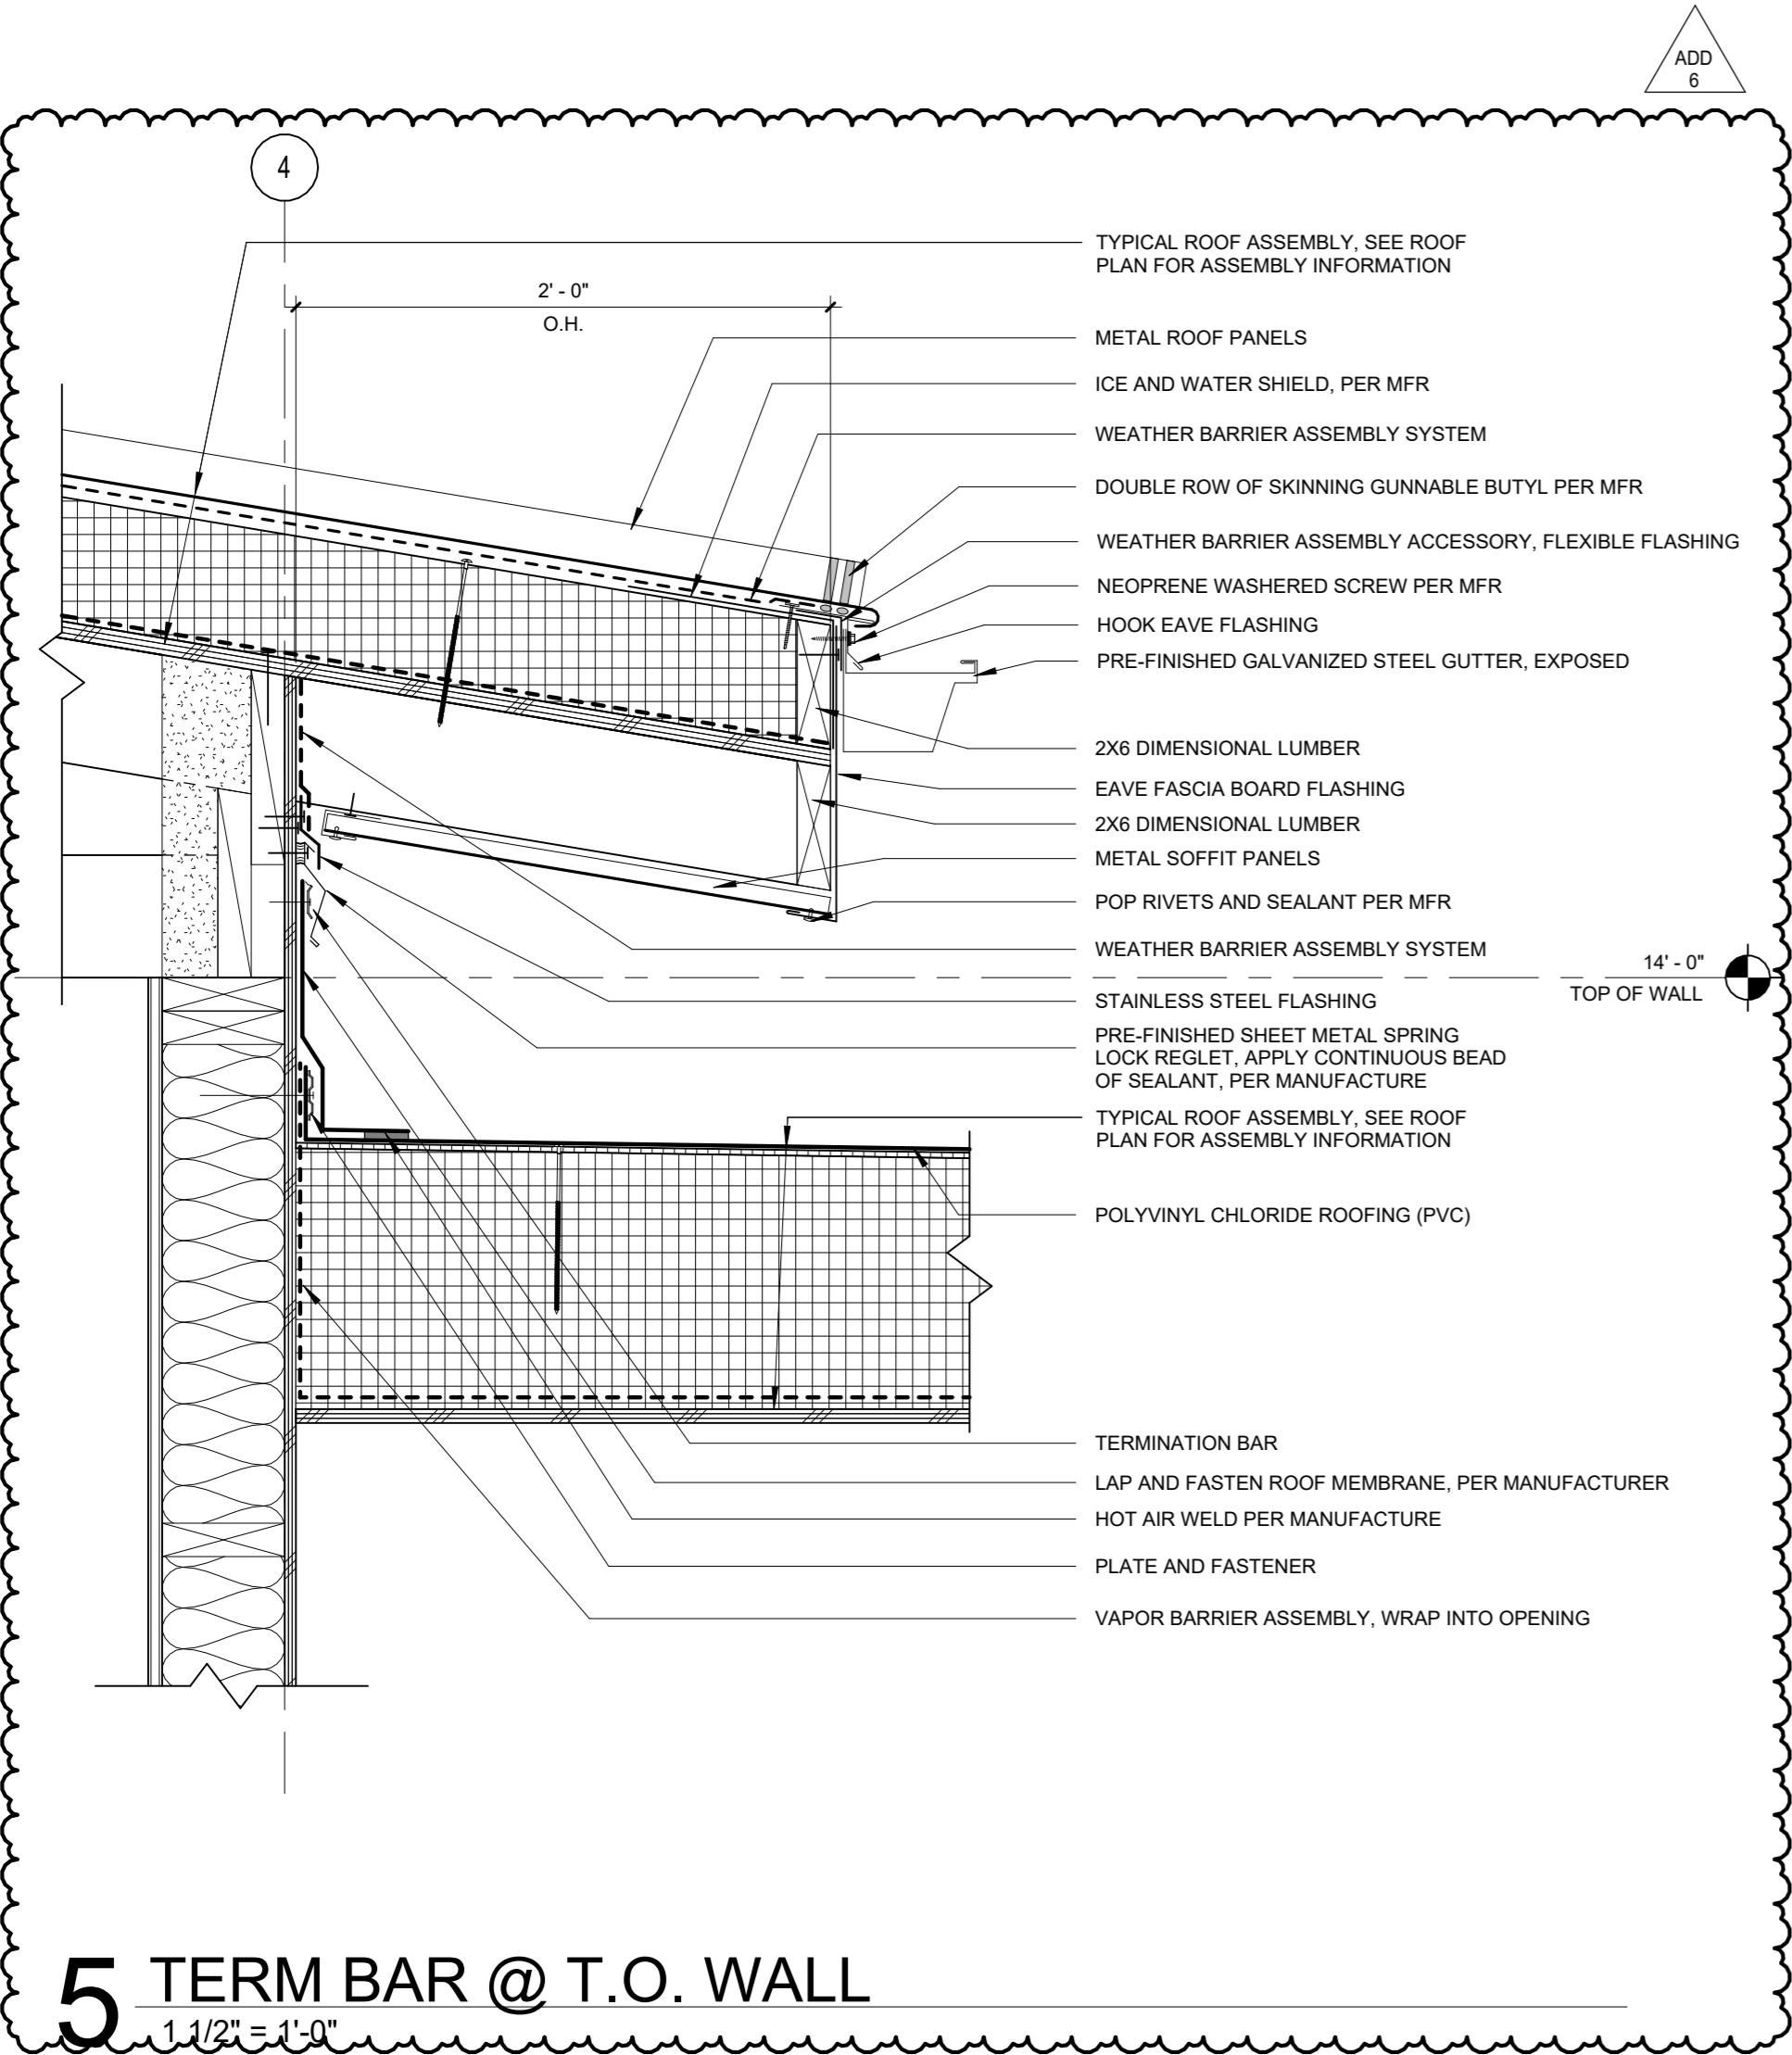 ADD
6
4
TYPICAL ROOF ASSEMBLY, SEE ROOF
PLAN FOR ASSEMBLY INFORMATION
2' - 0"
O.H.
METAL ROOF PANELS
ICE AND WATER SHIELD, PER MFR
WEATHER BARRIER ASSEMBLY SYSTEM
DOUBLE ROW OF SKINNING GUNNABLE BUTYL PER MFR
WEATHER BARRIER ASSEMBLY ACCESSORY, FLEXIBLE FLASHING
NEOPRENE WASHERED SCREW PER MFR
HOOK EAVE FLASHING
PRE-FINISHED GALVANIZED STEEL GUTTER, EXPOSED
2X6 DIMENSIONAL LUMBER
EAVE FASCIA BOARD FLASHING
2X6 DIMENSIONAL LUMBER
METAL SOFFIT PANELS
POP RIVETS AND SEALANT PER MFR
WEATHER BARRIER ASSEMBLY SYSTEM
14' - 0"
TOP OF WALL
STAINLESS STEEL FLASHING
PRE-FINISHED SHEET METAL SPRING
LOCK REGLET, APPLY CONTINUOUS BEAD
OF SEALANT, PER MANUFACTURE
TYPICAL ROOF ASSEMBLY, SEE ROOF
PLAN FOR ASSEMBLY INFORMATION
POLYVINYL CHLORIDE ROOFING (PVC)
TERMINATION BAR
LAP AND FASTEN ROOF MEMBRANE, PER MANUFACTURER
HOT AIR WELD PER MANUFACTURE
PLATE AND FASTENER
VAPOR BARRIER ASSEMBLY, WRAP INTO OPENING
5 TERM BAR @ T.O. WALL
1 1/2" = 1'-0"